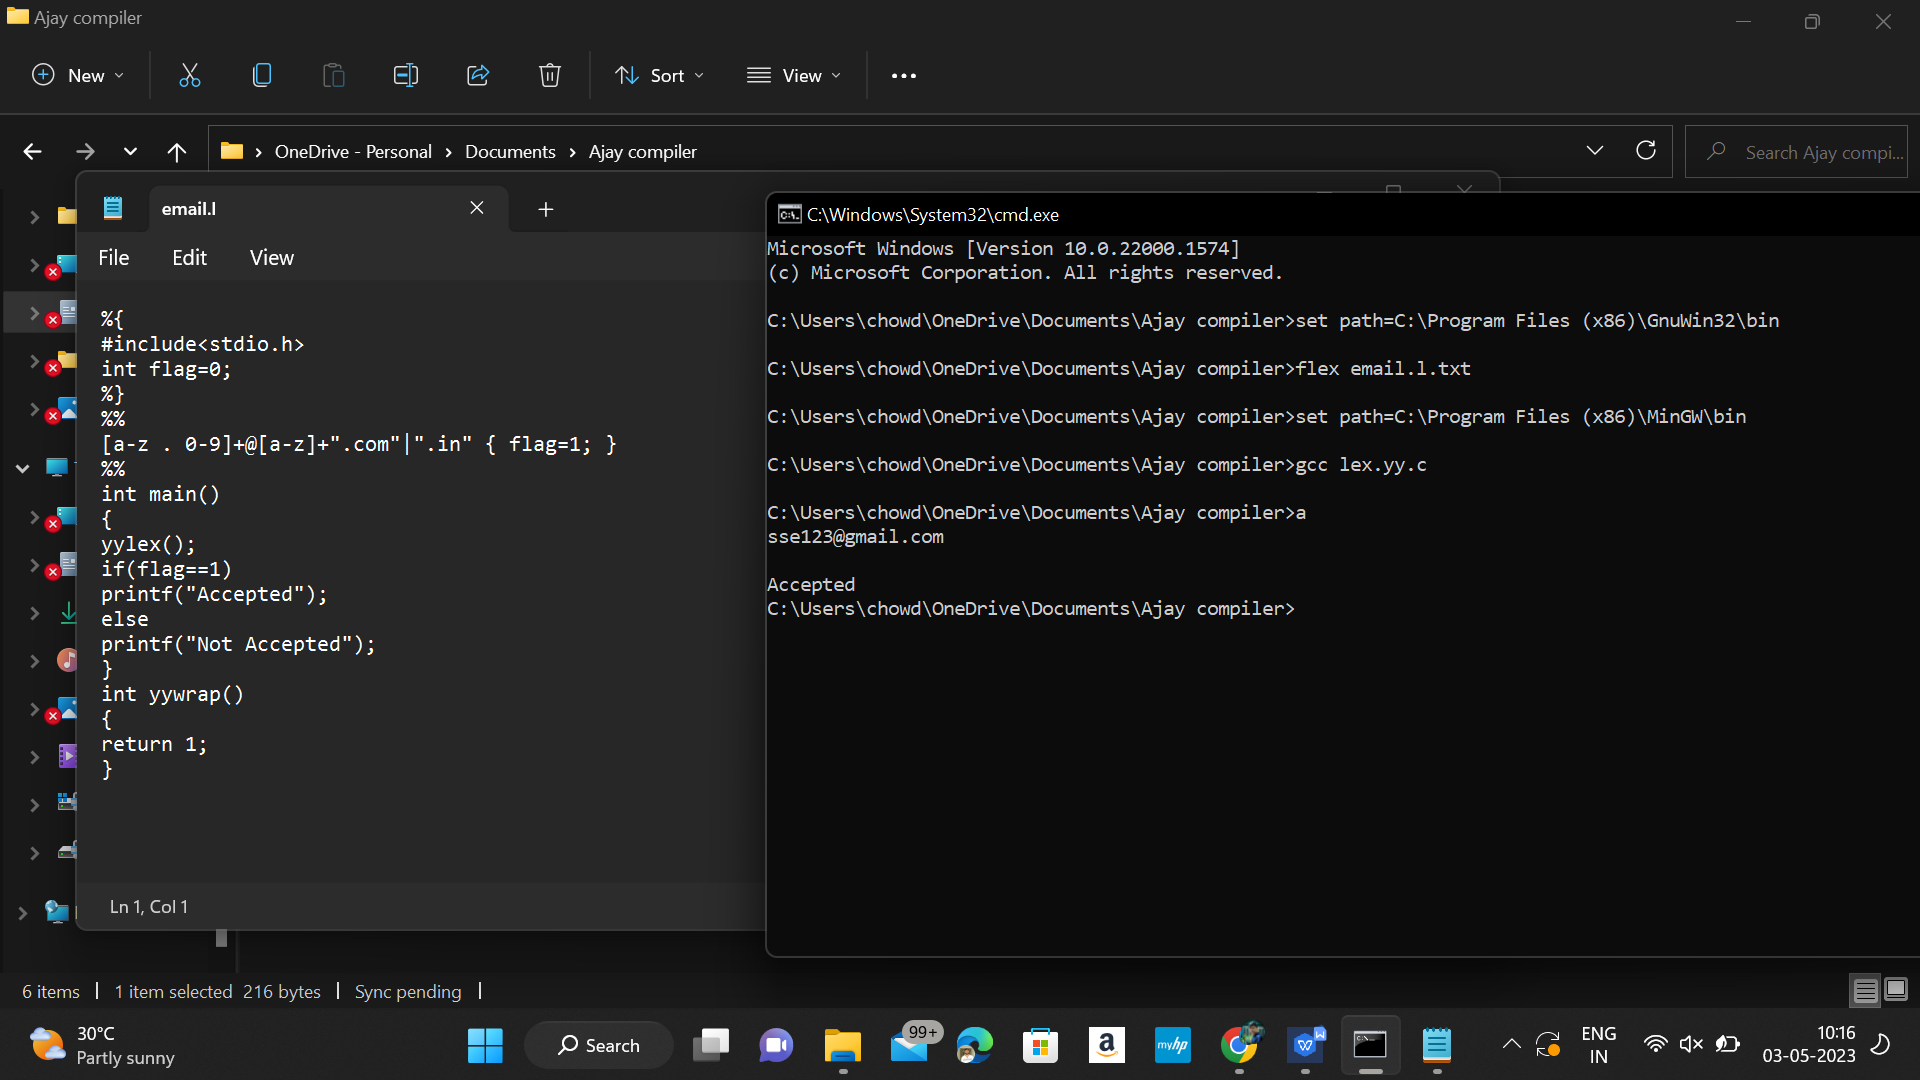 Ajay compiler
New
Sort
View
OneDrive - Personal > Documents > Ajay compiler
Search Ajay compi...
email.l
File Edit View
%{
#include<stdio.h>
int flag=0;
%}
%%
[a-z . 0-9]+@[a-z]+".com"|".in" { flag=1; }
%%
int main()
{
yylex();
if(flag==1)
printf("Accepted");
else
printf("Not Accepted");
}
int yywrap()
{
return 1;
}
Ln 1, Col 1
C:\Windows\System32\cmd.exe
Microsoft Windows [Version 10.0.22000.1574]
(c) Microsoft Corporation. All rights reserved.
C:\Users\chowd\OneDrive\Documents\Ajay compiler>set path=C:\Program Files (x86)\GnuWin32\bin
C:\Users\chowd\OneDrive\Documents\Ajay compiler>flex email.l.txt
C:\Users\chowd\OneDrive\Documents\Ajay compiler>set path=C:\Program Files (x86)\MinGW\bin
C:\Users\chowd\OneDrive\Documents\Ajay compiler>gcc lex.yy.c
C:\Users\chowd\OneDrive\Documents\Ajay compiler>a
sse123@gmail.com
Accepted
C:\Users\chowd\OneDrive\Documents\Ajay compiler>
6 items | 1 item selected 216 bytes | Sync pending |
30°C
Partly sunny
Search
99+
a
myhp
W
ENG
IN
10:16
03-05-2023